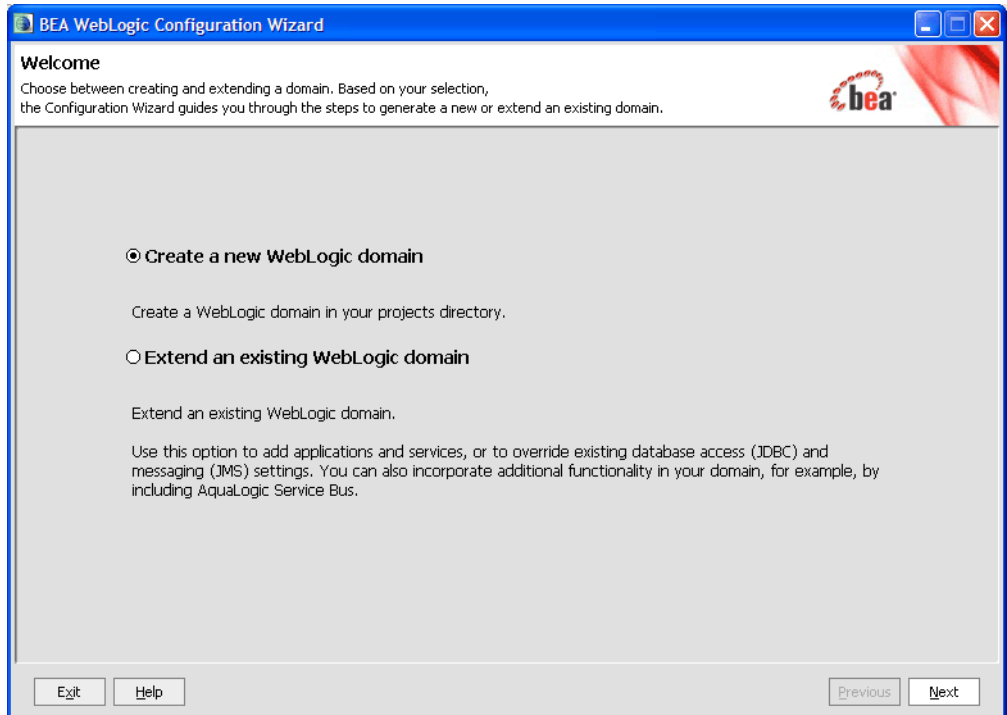 BEA WebLogic Configuration Wizard
Welcome
Choose between creating and extending a domain. Based on your selection,
the Configuration Wizard guides you through the steps to generate a new or extend an existing domain.
bea
Create a new WebLogic domain
Create a WebLogic domain in your projects directory.
Extend an existing WebLogic domain
Extend an existing WebLogic domain.
Use this option to add applications and services, or to override existing database access (JDBC) and
messaging (JMS) settings. You can also incorporate additional functionality in your domain, for example, by
including AquaLogic Service Bus.
Exit Help Previous Next